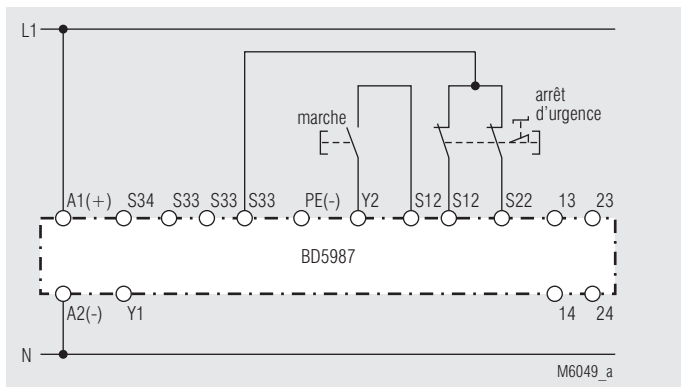 L1
arrêt
d'urgence
marche
A1(+) S34 S33 S33 S33 PE(-) Y2 S12 S12 S22 13 23
BD5987
A2(-) Y1 14 24
N
M6049_a